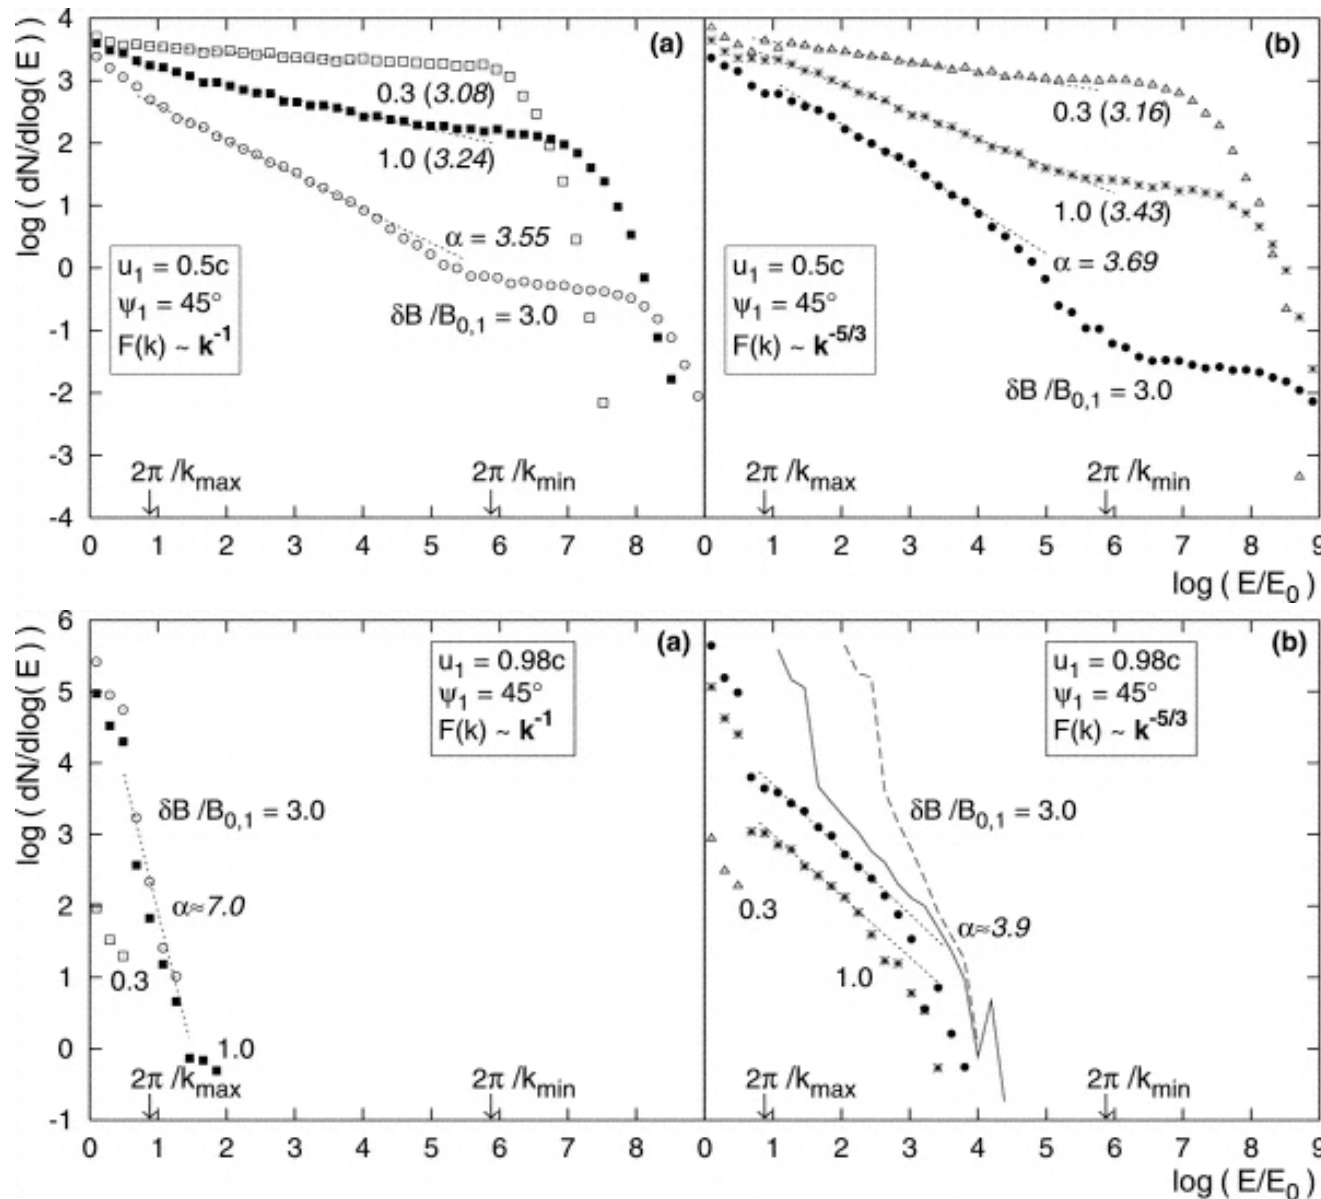 log ( dN/dlog( E ) )
4
3
2
1
0
-1
-2
-3
-4
(a)
0.3 (3.08)
1.0 (3.24)
α = 3.55
u₁ = 0.5c
ψ₁ = 45°
F(k) ~ k⁻¹
δB /B₀,₁ = 3.0
2π /kmax
2π /kmin
0 1 2 3 4 5 6 7 8
(b)
0.3 (3.16)
1.0 (3.43)
α = 3.69
u₁ = 0.5c
ψ₁ = 45°
F(k) ~ k⁻⁵/³
δB /B₀,₁ = 3.0
2π /kmax
2π /kmin
0 1 2 3 4 5 6 7 8 9
log ( E/E₀ )
log ( dN/dlog( E ) )
6
5
4
3
2
1
0
-1
(a)
u₁ = 0.98c
ψ₁ = 45°
F(k) ~ k⁻¹
δB /B₀,₁ = 3.0
α≈7.0
0.3
1.0
2π /kmax
2π /kmin
0 1 2 3 4 5 6 7 8
(b)
u₁ = 0.98c
ψ₁ = 45°
F(k) ~ k⁻⁵/³
δB /B₀,₁ = 3.0
0.3
α≈3.9
1.0
2π /kmax
2π /kmin
0 1 2 3 4 5 6 7 8 9
log ( E/E₀ )